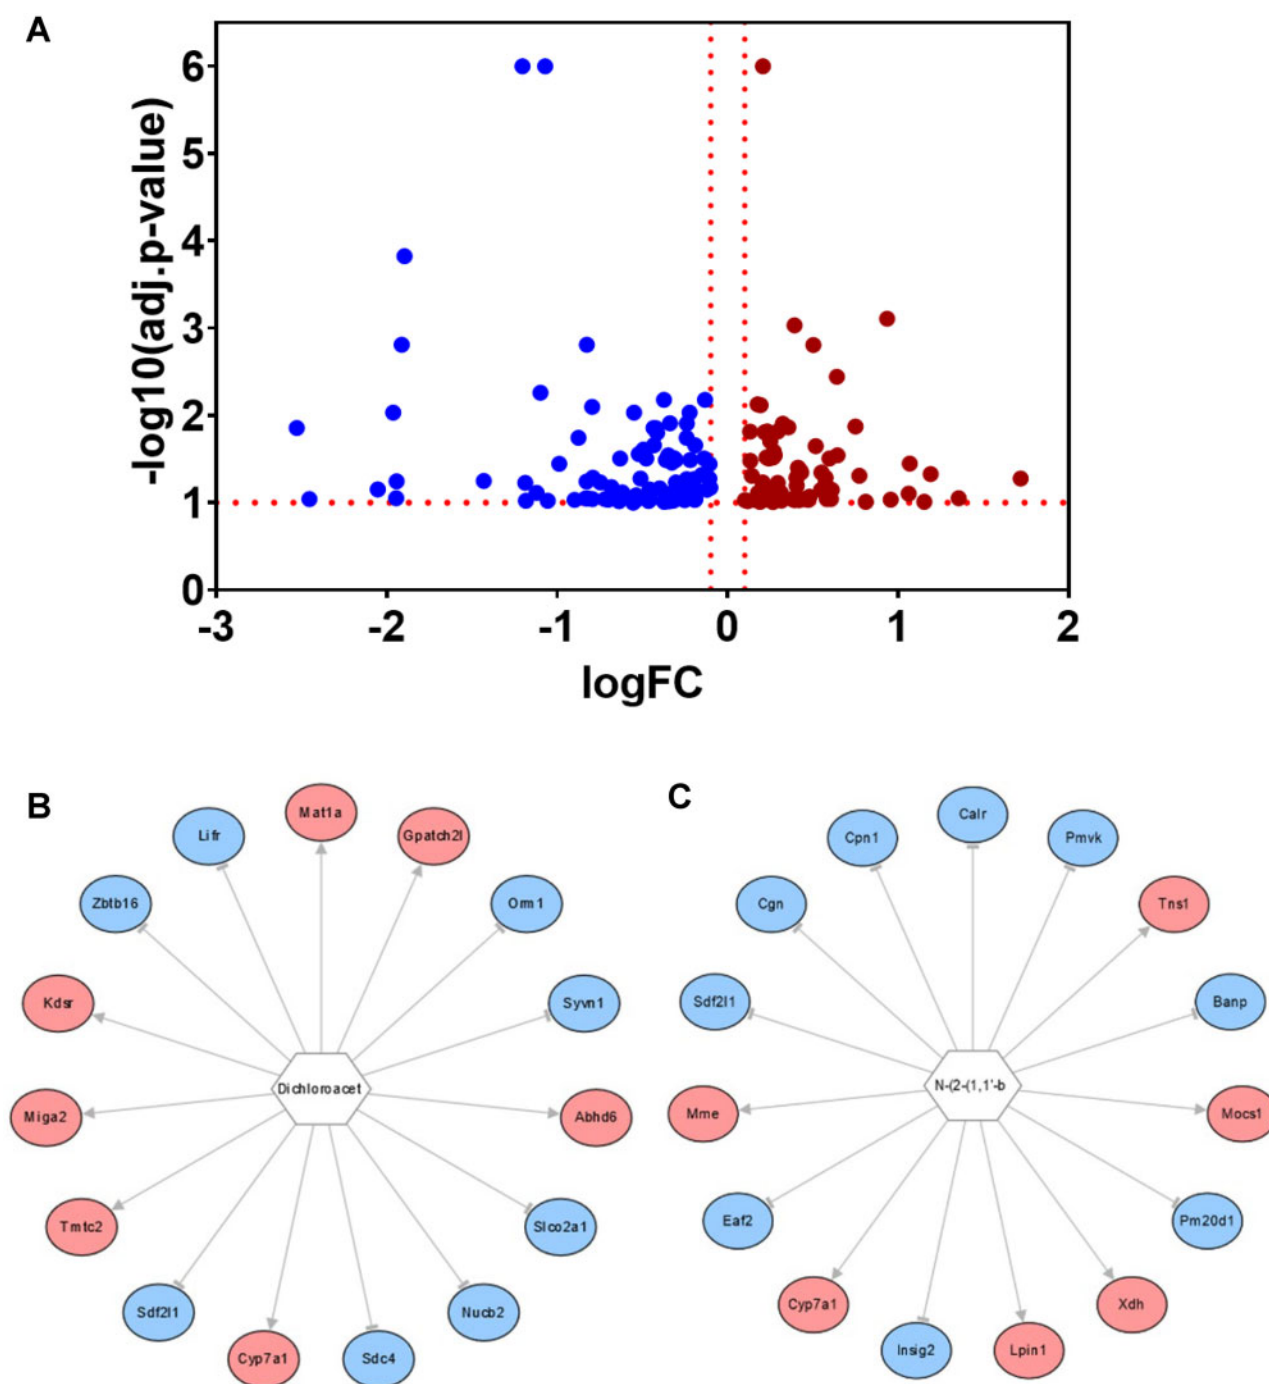 A
-log10(adj.p-value)
6
5
4
3
2
1
0
-3 -2 -1 0 1 2
logFC
B
Mat1a
Lifr
Gpatch2l
Zbtb16
Orm1
Kdsr
Syvn1
Dichloroacet
Miga2
Abhd6
Tmtc2
Slco2a1
Sdf2l1
Nucb2
Cyp7a1
Sdc4
C
Calr
Cpn1
Pmvk
Cgn
Tns1
Sdf2l1
Banp
N-(2-(1,1'-b
Mme
Mocs1
Eaf2
Pm20d1
Cyp7a1
Xdh
Insig2
Lpin1